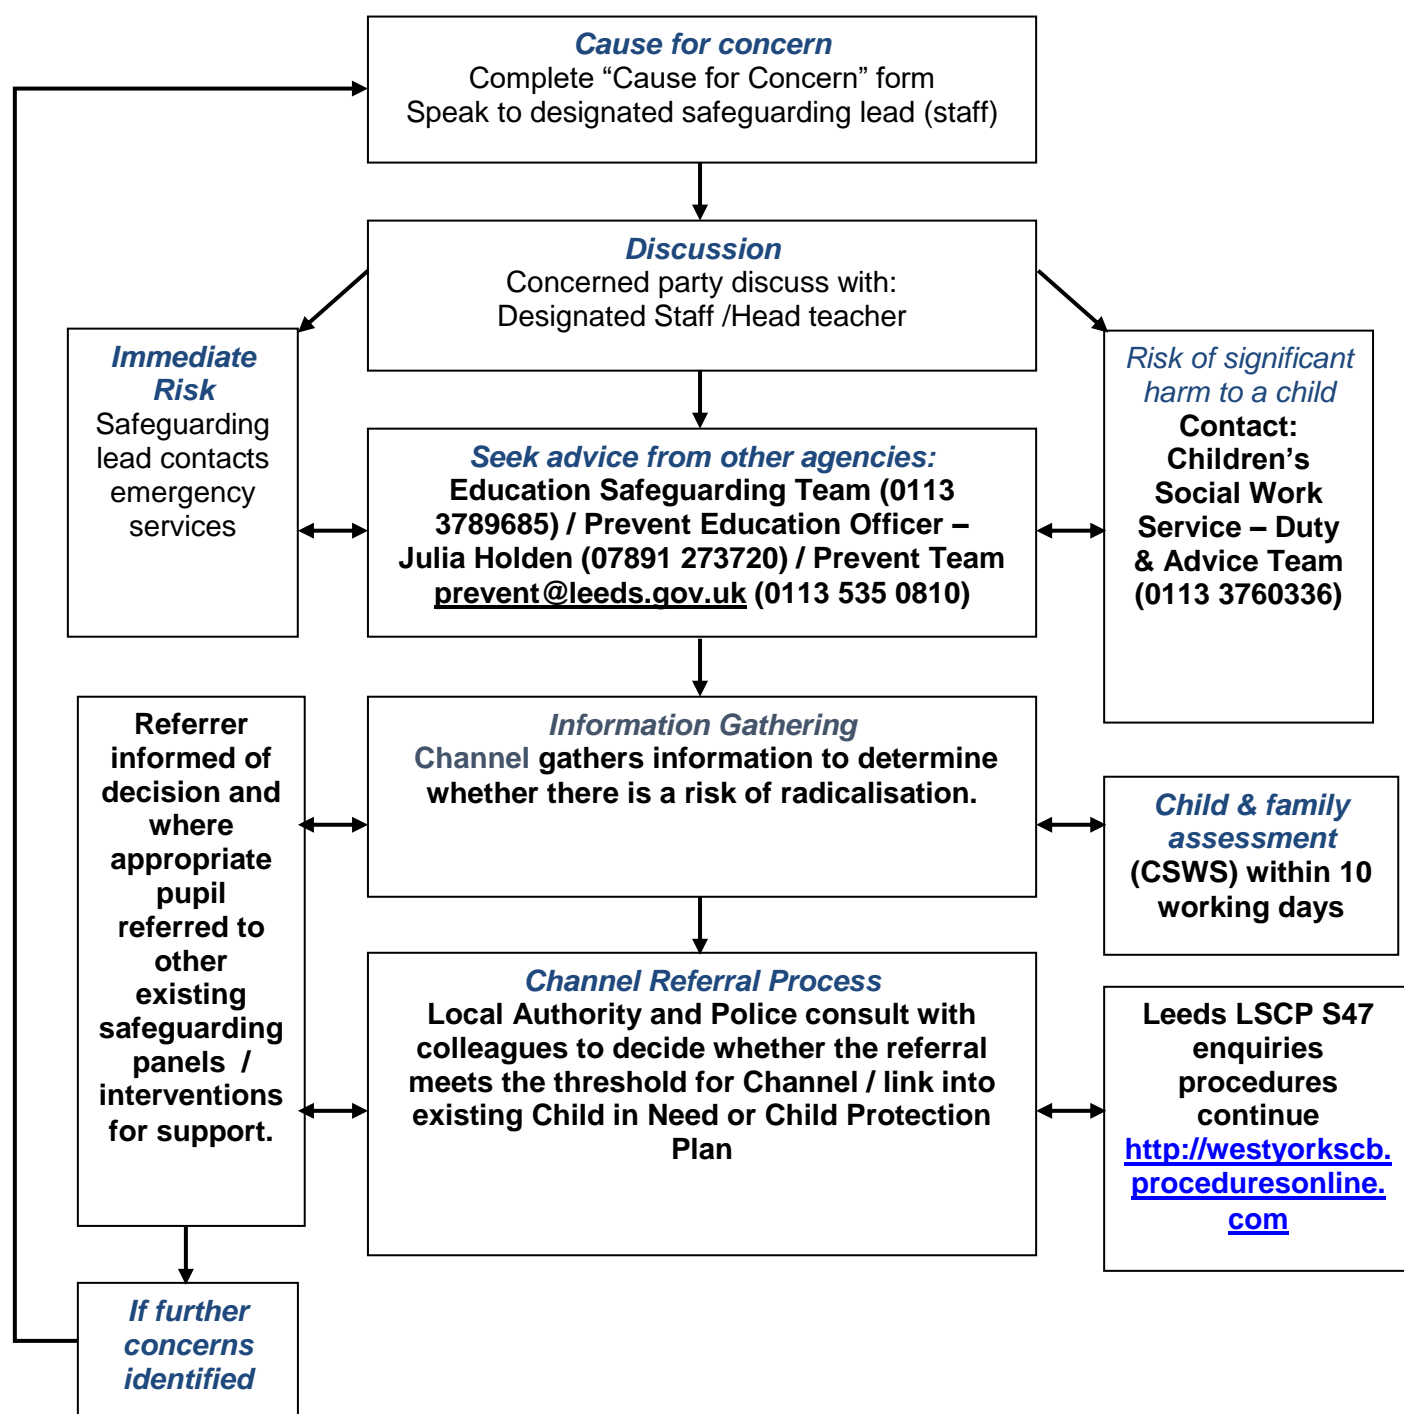 Cause for concern
Complete “Cause for Concern” form
Speak to designated safeguarding lead (staff)
Discussion
Concerned party discuss with:
Designated Staff /Head teacher
Immediate
Risk
Safeguarding
lead contacts
emergency
services
Seek advice from other agencies:
Education Safeguarding Team (0113
3789685) / Prevent Education Officer –
Julia Holden (07891 273720) / Prevent Team
prevent@leeds.gov.uk (0113 535 0810)
Risk of significant
harm to a child
Contact:
Children’s
Social Work
Service – Duty
& Advice Team
(0113 3760336)
Referrer
informed of
decision and
where
appropriate
pupil
referred to
other
existing
safeguarding
panels /
interventions
for support.
Information Gathering
Channel gathers information to determine
whether there is a risk of radicalisation.
Child & family
assessment
(CSWS) within 10
working days
Channel Referral Process
Local Authority and Police consult with
colleagues to decide whether the referral
meets the threshold for Channel / link into
existing Child in Need or Child Protection
Plan
Leeds LSCP S47
enquiries
procedures
continue
http://westyorkscb.
proceduresonline.
com
If further
concerns
identified